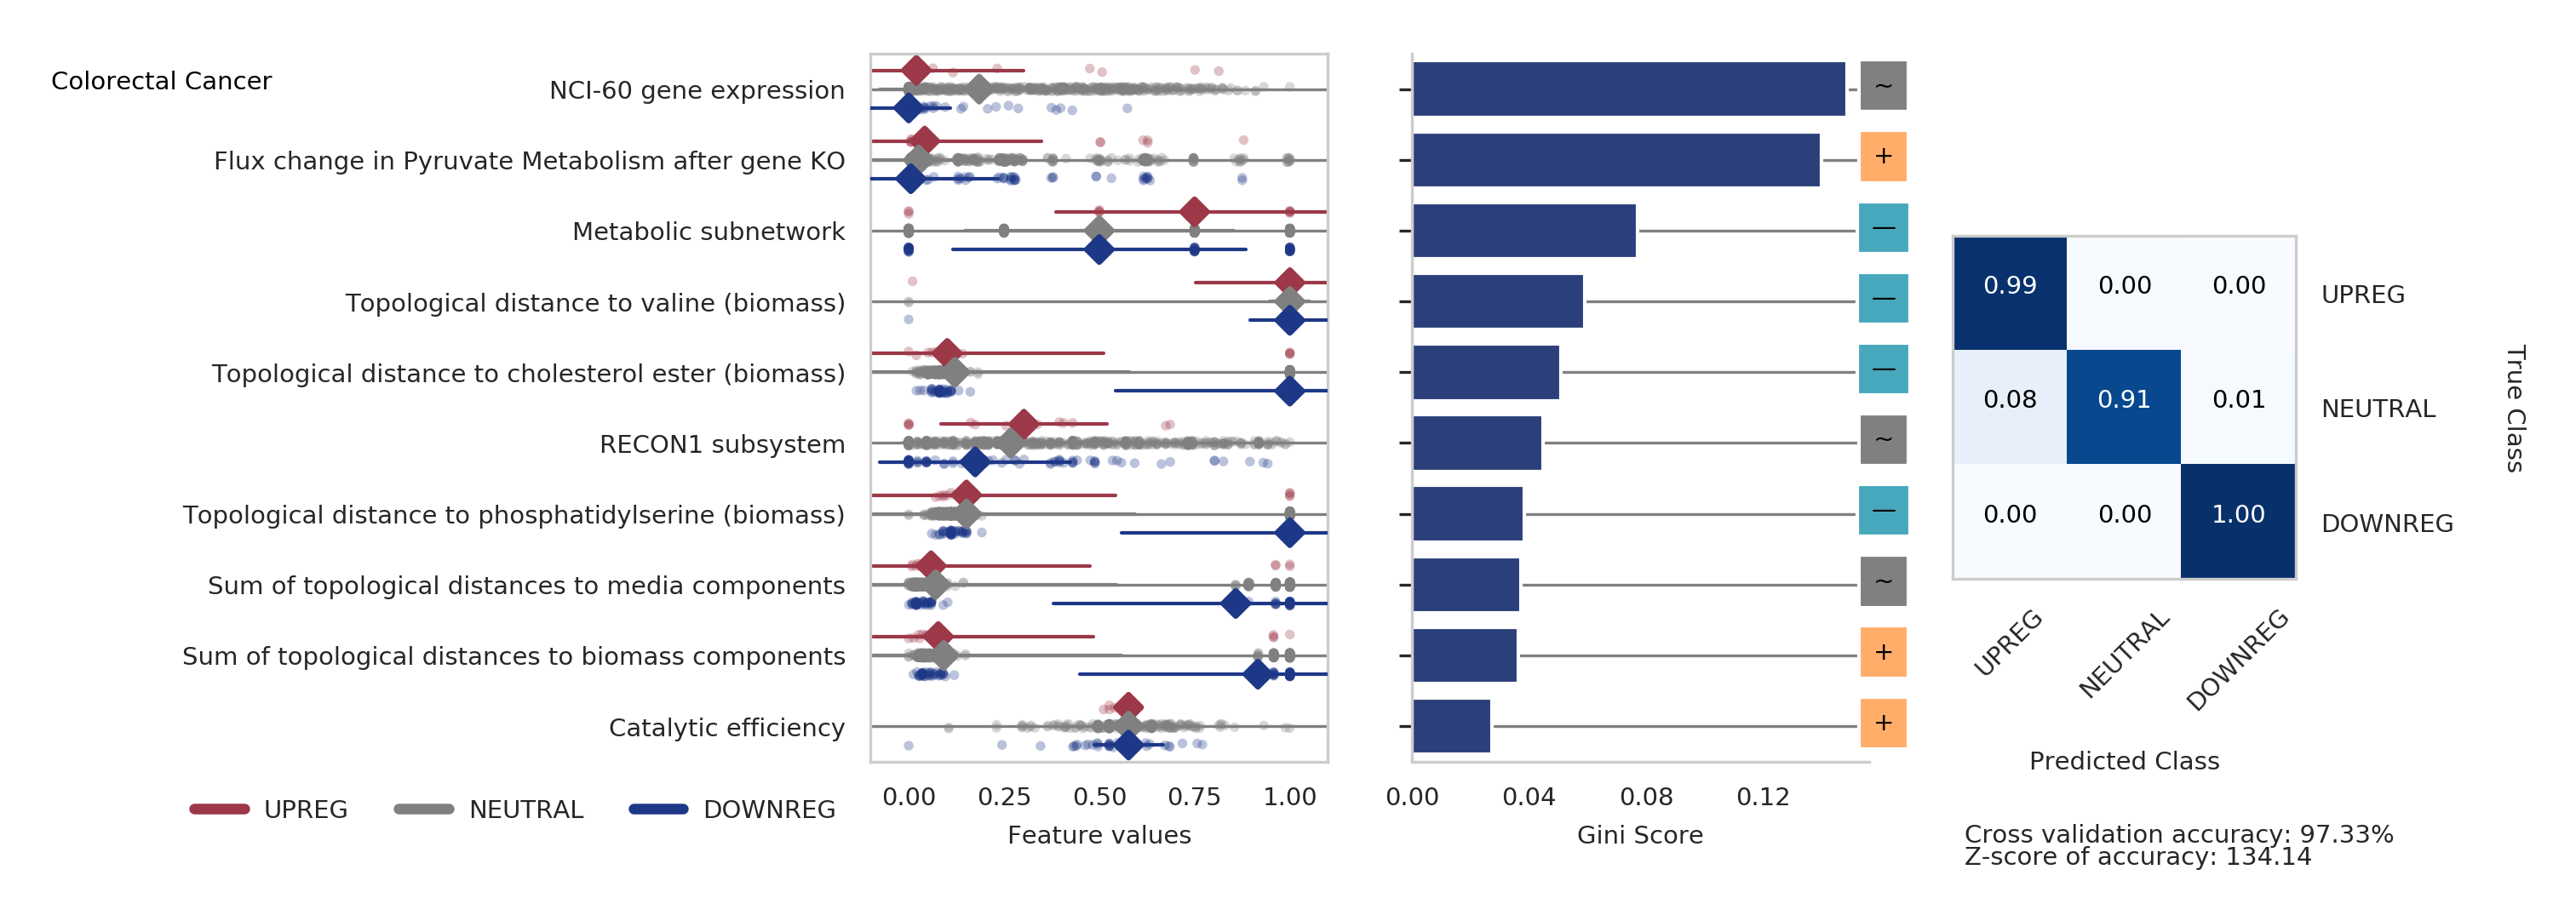 Colorectal Cancer
NCI-60 gene expression
Flux change in Pyruvate Metabolism after gene KO
Metabolic subnetwork
Topological distance to valine (biomass)
Topological distance to cholesterol ester (biomass)
RECON1 subsystem
Topological distance to phosphatidylserine (biomass)
Sum of topological distances to media components
Sum of topological distances to biomass components
Catalytic efficiency
UPREG NEUTRAL DOWNREG
0.00 0.25 0.50 0.75 1.00
Feature values
~
+
—
—
—
~
—
~
+
+
0.00 0.04 0.08 0.12
Gini Score
0.99 0.00 0.00 UPREG
0.08 0.91 0.01 NEUTRAL
0.00 0.00 1.00 DOWNREG
True Class
UPREG NEUTRAL DOWNREG
Predicted Class
Cross validation accuracy: 97.33%
Z-score of accuracy: 134.14